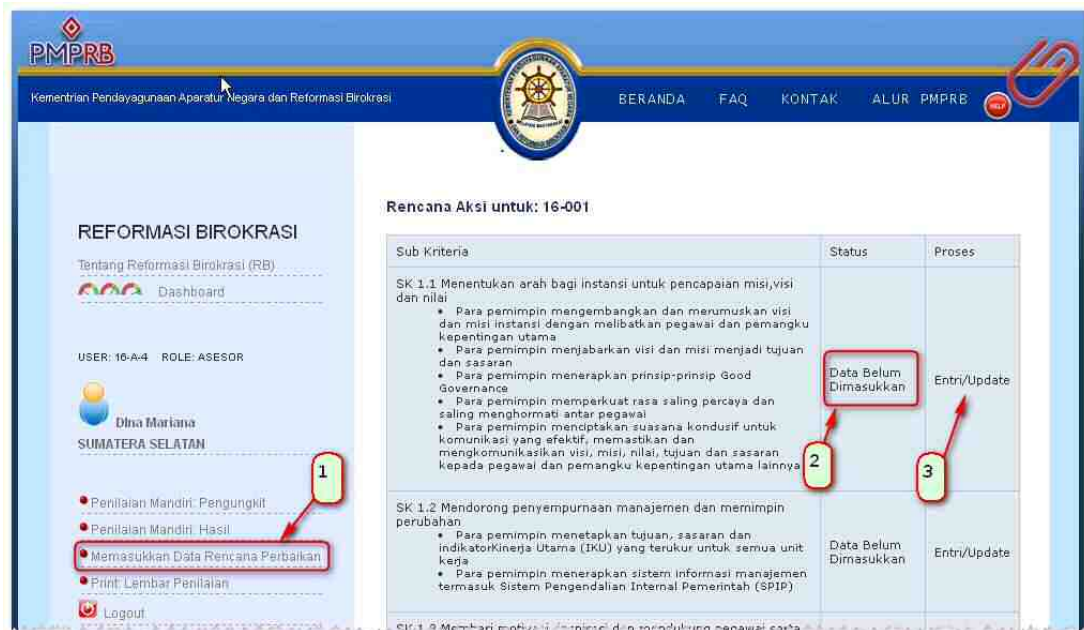 PMPRB
Kementrian Pendayagunaan Aparatur Negara dan Reformasi Birokrasi
BERANDA FAQ KONTAK ALUR PMPRB HELP
REFORMASI BIROKRASI
Tentang Reformasi Birokrasi (RB)
Dashboard
USER: 16-A-4 ROLE: ASESOR
Dina Mariana
SUMATERA SELATAN
1
Penilaian Mandiri: Pengungkit
Penilaian Mandiri: Hasil
Memasukkan Data Rencana Perbaikan
Print: Lembar Penilaian
Logout
Rencana Aksi untuk: 16-001
Sub Kriteria Status Proses
SK 1.1 Menentukan arah bagi instansi untuk pencapaian misi,visi
dan nilai
• Para pemimpin mengembangkan dan merumuskan visi
dan misi instansi dengan melibatkan pegawai dan pemangku
kepentingan utama
• Para pemimpin menjabarkan visi dan misi menjadi tujuan
dan sasaran
• Para pemimpin menerapkan prinsip-prinsip Good
Governance
• Para pemimpin memperkuat rasa saling percaya dan
saling menghormati antar pegawai
• Para pemimpin menciptakan suasana kondusif untuk
komunikasi yang efektif, memastikan dan
mengkomunikasikan visi, misi, nilai, tujuan dan sasaran
kepada pegawai dan pemangku kepentingan utama lainnya
Data Belum
Dimasukkan
Entri/Update
2
3
SK 1.2 Mendorong penyempurnaan manajemen dan memimpin
perubahan
• Para pemimpin menetapkan tujuan, sasaran dan
indikatorKinerja Utama (IKU) yang terukur untuk semua unit
kerja
• Para pemimpin menerapkan sistem informasi manajemen
termasuk Sistem Pengendalian Internal Pemerintah (SPIP)
Data Belum
Dimasukkan
Entri/Update